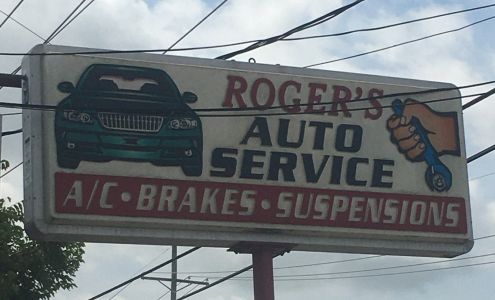 ROGER'S
AUTO
SERVICE
A/C • BRAKES • SUSPENSIONS